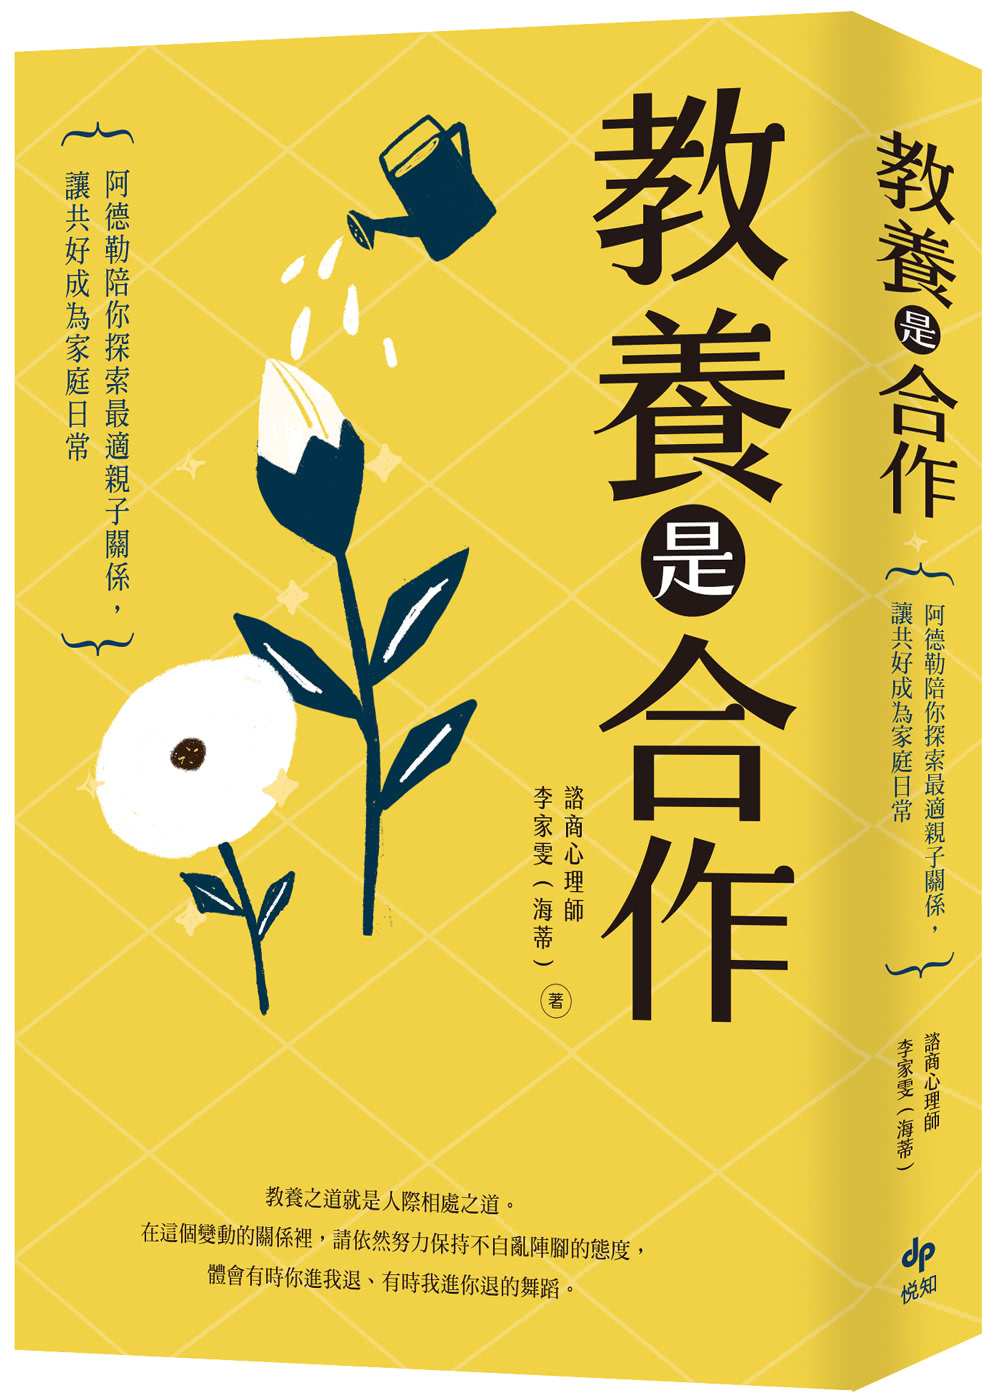 教養是合作
諮商心理師
李家雯（海蒂）
著
阿德勒陪你探索最適親子關係，
讓共好成為家庭日常
教養之道就是人際相處之道。
在這個變動的關係裡，請依然努力保持不自亂陣腳的態度，
體會有時你進我退、有時我進你退的舞蹈。
教養是合作
阿德勒陪你探索最適親子關係，
讓共好成為家庭日常
諮商心理師
李家雯（海蒂）
dp
悦知